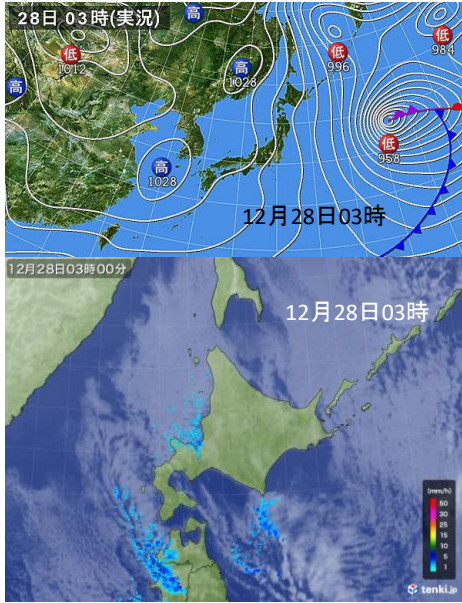 28日 03時(実況)
低
1012
高
高
1028
低
996
低
984
低
958
高
1028
12月28日03時
12月28日03時00分
12月28日03時
(mm/h)
50
30
25
20
15
10
5
1
tenki.jp